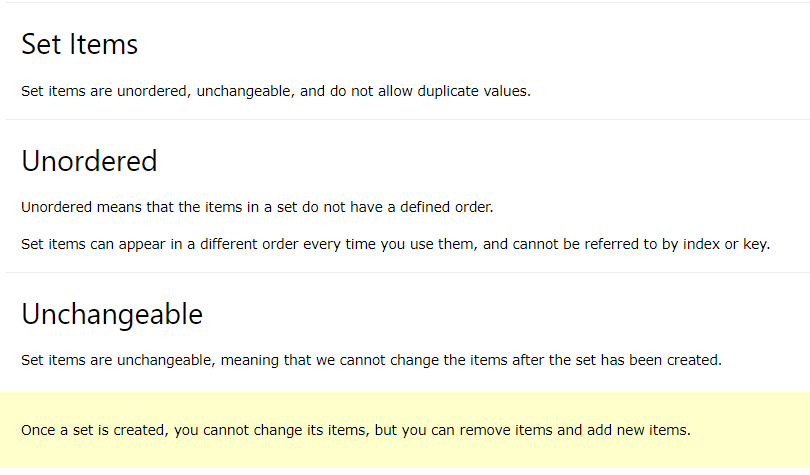 Set Items
Set items are unordered, unchangeable, and do not allow duplicate values.
Unordered
Unordered means that the items in a set do not have a defined order.
Set items can appear in a different order every time you use them, and cannot be referred to by index or key.
Unchangeable
Set items are unchangeable, meaning that we cannot change the items after the set has been created.
Once a set is created, you cannot change its items, but you can remove items and add new items.